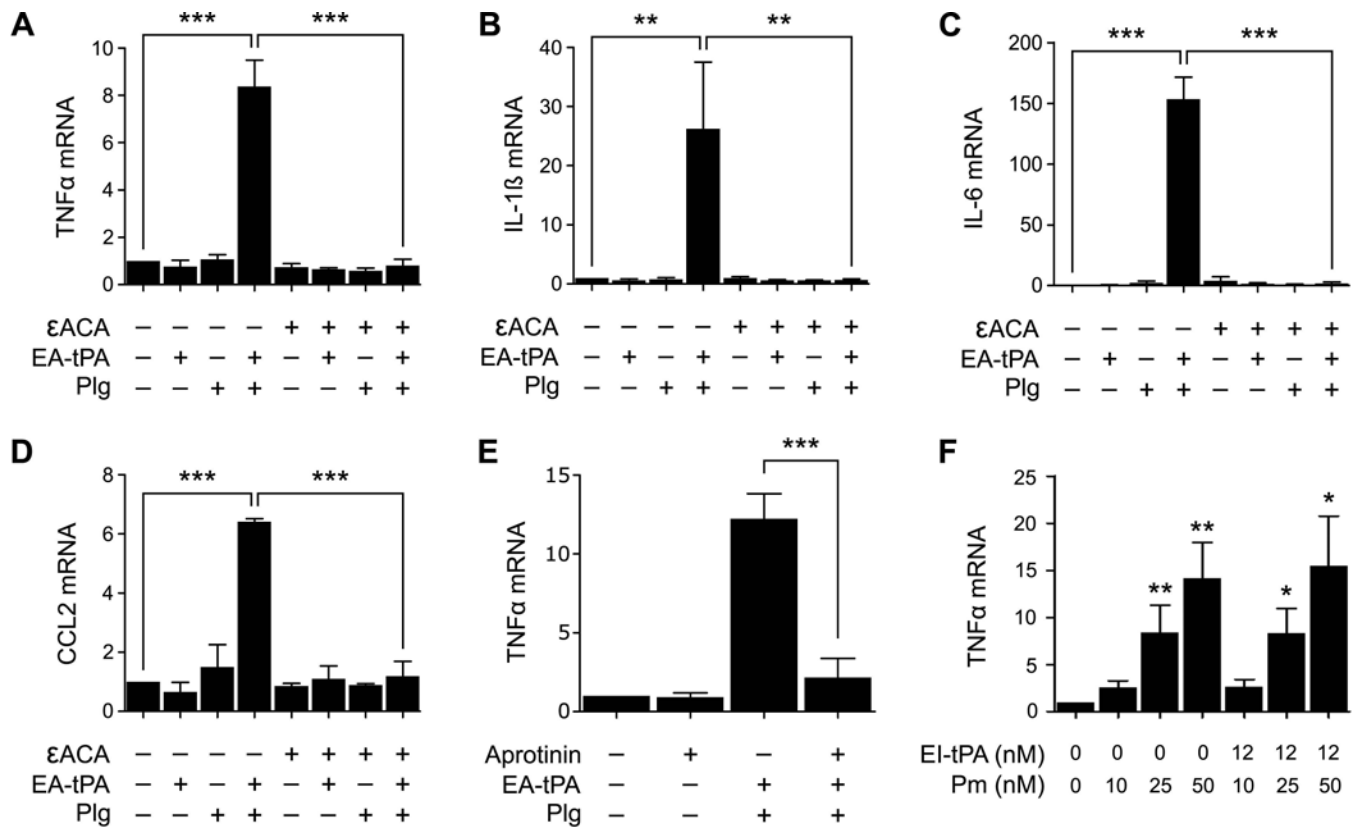 A
*** ***
10
8
6
4
2
0
TNFα mRNA
εACA – – – – + + + +
EA-tPA – + – + – + – +
Plg – – + + – – + +
B
** **
40
30
20
10
0
IL-1ß mRNA
– – – – + + + +
– + – + – + – +
– – + + – – + +
C
*** ***
200
150
100
50
0
IL-6 mRNA
εACA – – – – + + + +
EA-tPA – + – + – + – +
Plg – – + + – – + +
D
*** ***
8
6
4
2
0
CCL2 mRNA
εACA – – – – + + + +
EA-tPA – + – + – + – +
Plg – – + + – – + +
E
***
15
10
5
0
TNFα mRNA
Aprotinin – + – +
EA-tPA – – + +
Plg – – + +
F
25
20
15
10
5
0
TNFα mRNA
** ** * *
EI-tPA (nM) 0 0 0 0 12 12 12
Pm (nM) 0 10 25 50 10 25 50